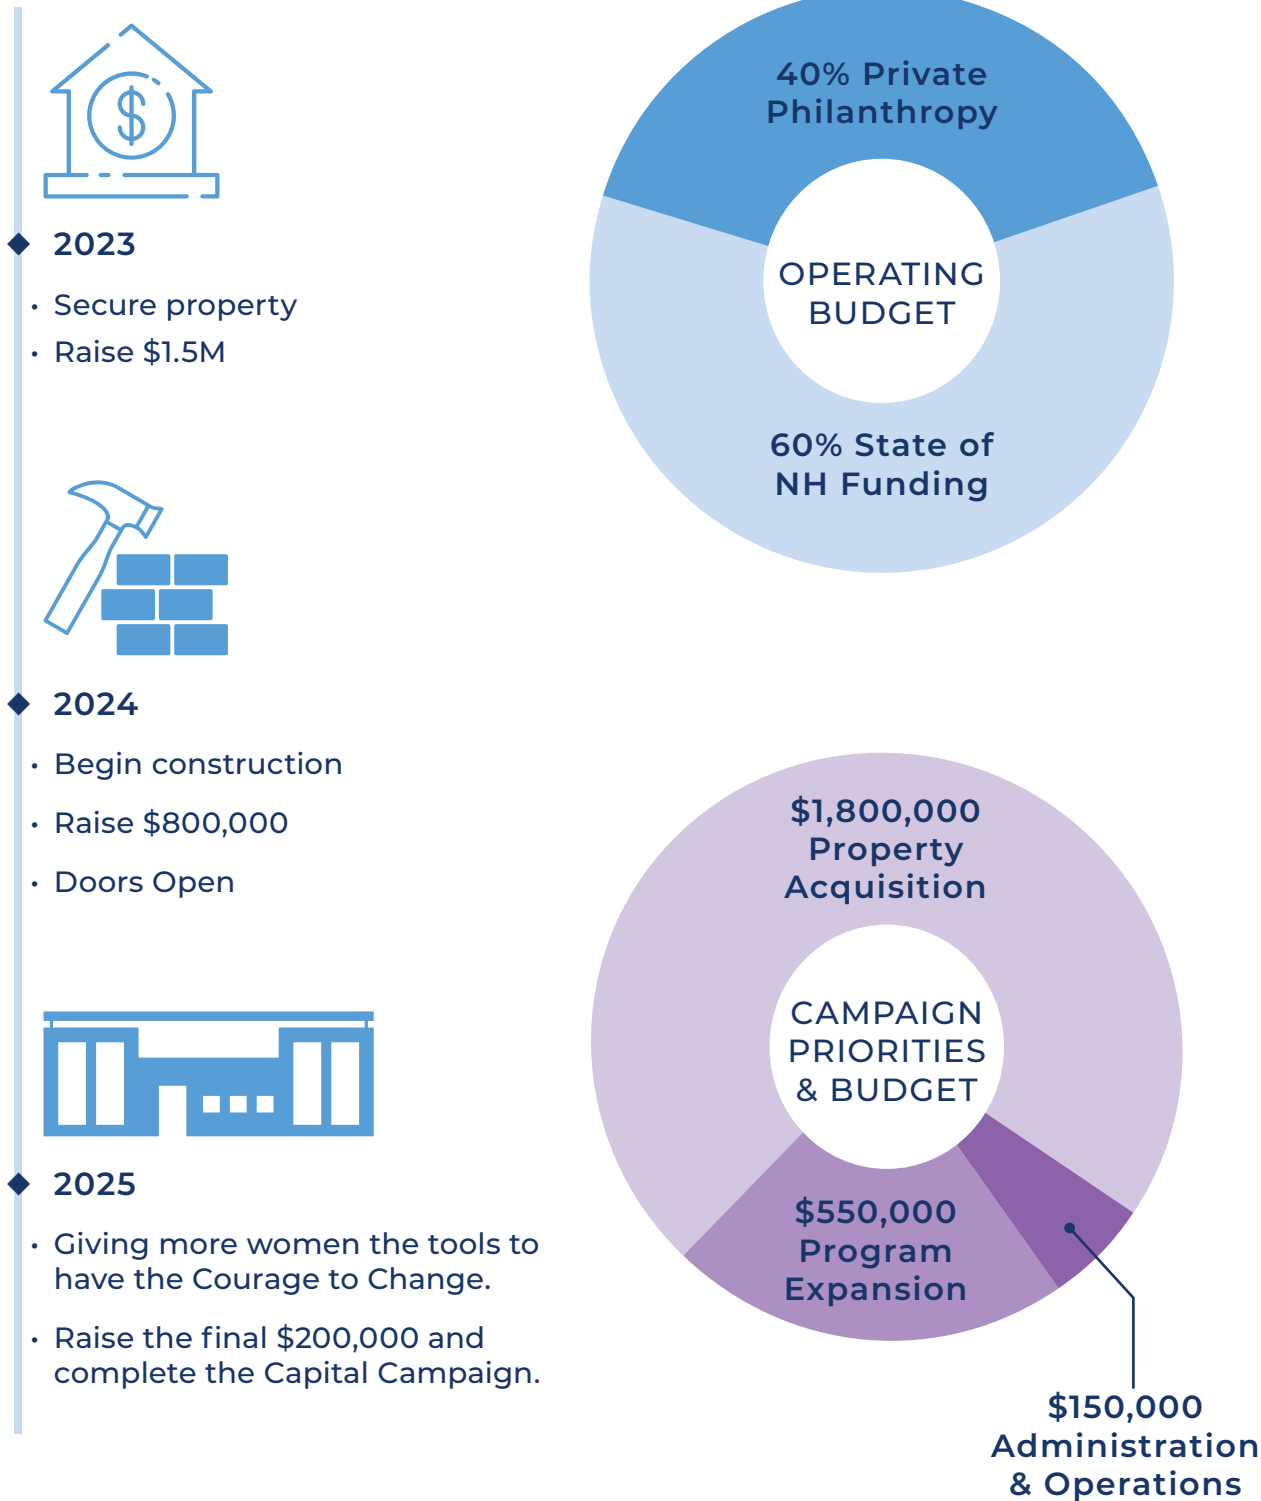 2023
• Secure property
• Raise $1.5M
2024
• Begin construction
• Raise $800,000
• Doors Open
2025
• Giving more women the tools to
have the Courage to Change.
• Raise the final $200,000 and
complete the Capital Campaign.
40% Private
Philanthropy
OPERATING
BUDGET
60% State of
NH Funding
$1,800,000
Property
Acquisition
CAMPAIGN
PRIORITIES
& BUDGET
$550,000
Program
Expansion
$150,000
Administration
& Operations